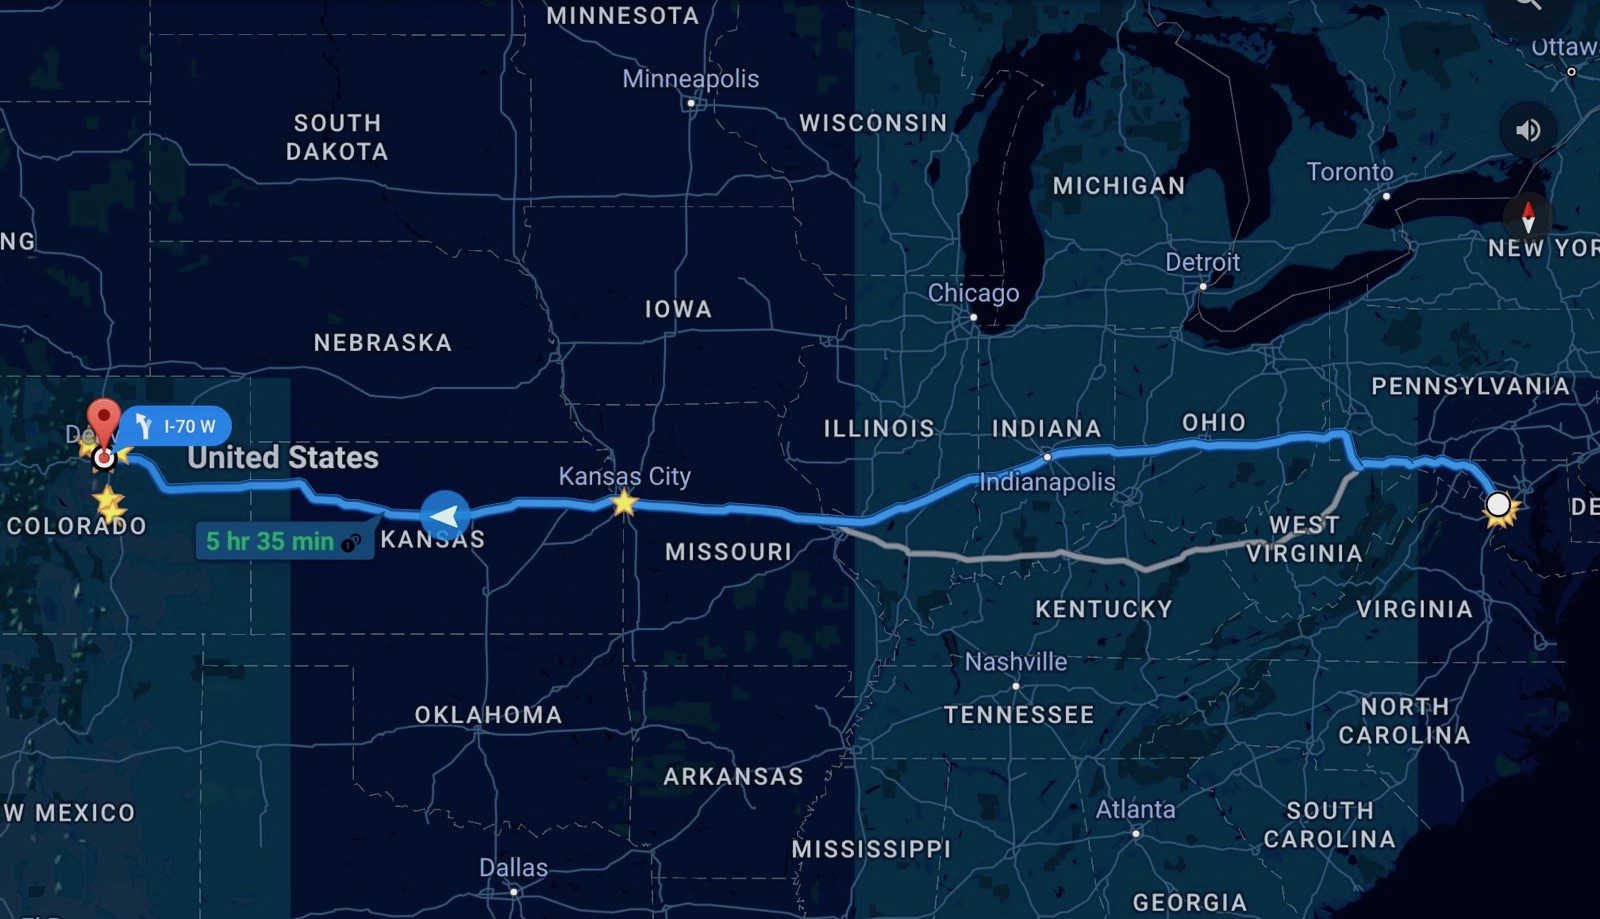 MINNESOTA
Ottaw
Minneapolis
SOUTH
DAKOTA
WISCONSIN
Toronto
MICHIGAN
NG
NEW YOR
Detroit
Chicago
IOWA
NEBRASKA
PENNSYLVANIA
I-70 W
De
ILLINOIS
INDIANA
OHIO
United States
Kansas City
Indianapolis
COLORADO
5 hr 35 min
KANSAS
MISSOURI
WEST
VIRGINIA
DE
KENTUCKY
VIRGINIA
Nashville
OKLAHOMA
TENNESSEE
NORTH
CAROLINA
ARKANSAS
W MEXICO
Atlanta
SOUTH
CAROLINA
MISSISSIPPI
Dallas
GEORGIA